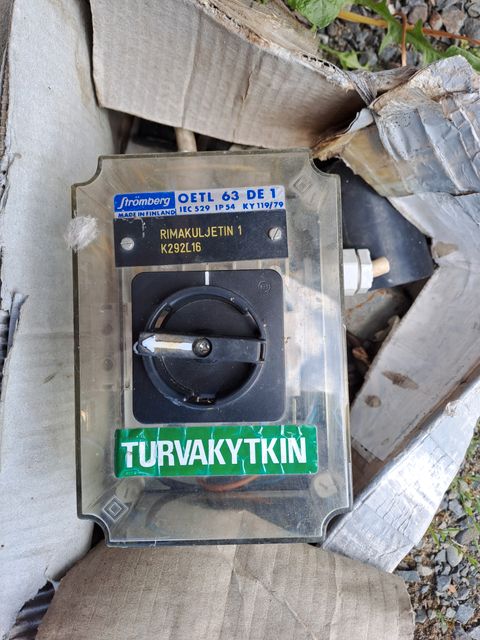 Strömberg
MADE IN FINLAND
OETL 63 DE 1
IEC 529 IP 54 KY 119/79
RIMAKULJETIN 1
K292L16
TURVAKYTKIN